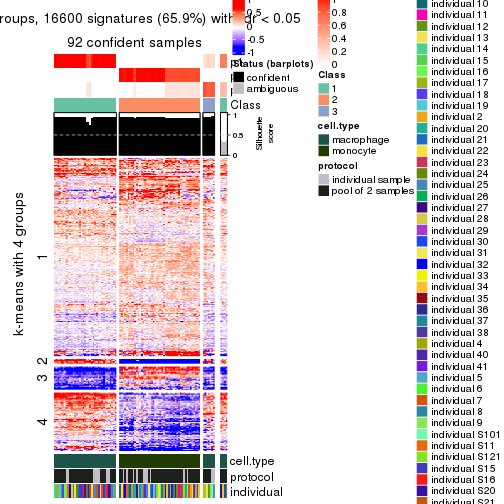 roups, 16600 signatures (65.9%) with
r < 0.05
92 confident samples
1
0.5
0
-0.5
-1
0.8
0.6
0.4
0.2
0
Status (barplots)
confident
ambiguous
Class
1
2
3
cell.type
macrophage
monocyte
protocol
individual sample
pool of 2 samples
Class
1
0.5
0
Silhouette
score
k-means with 4 groups
1
2
3
4
cell.type
protocol
individual
individual 10
individual 11
individual 12
individual 13
individual 14
individual 15
individual 16
individual 17
individual 18
individual 19
individual 2
individual 20
individual 21
individual 22
individual 23
individual 24
individual 25
individual 26
individual 27
individual 28
individual 29
individual 30
individual 31
individual 32
individual 33
individual 34
individual 35
individual 36
individual 37
individual 38
individual 4
individual 40
individual 41
individual 5
individual 6
individual 7
individual 8
individual 9
individual S101
individual S11
individual S121
individual S15
individual S16
individual S20
individual S21